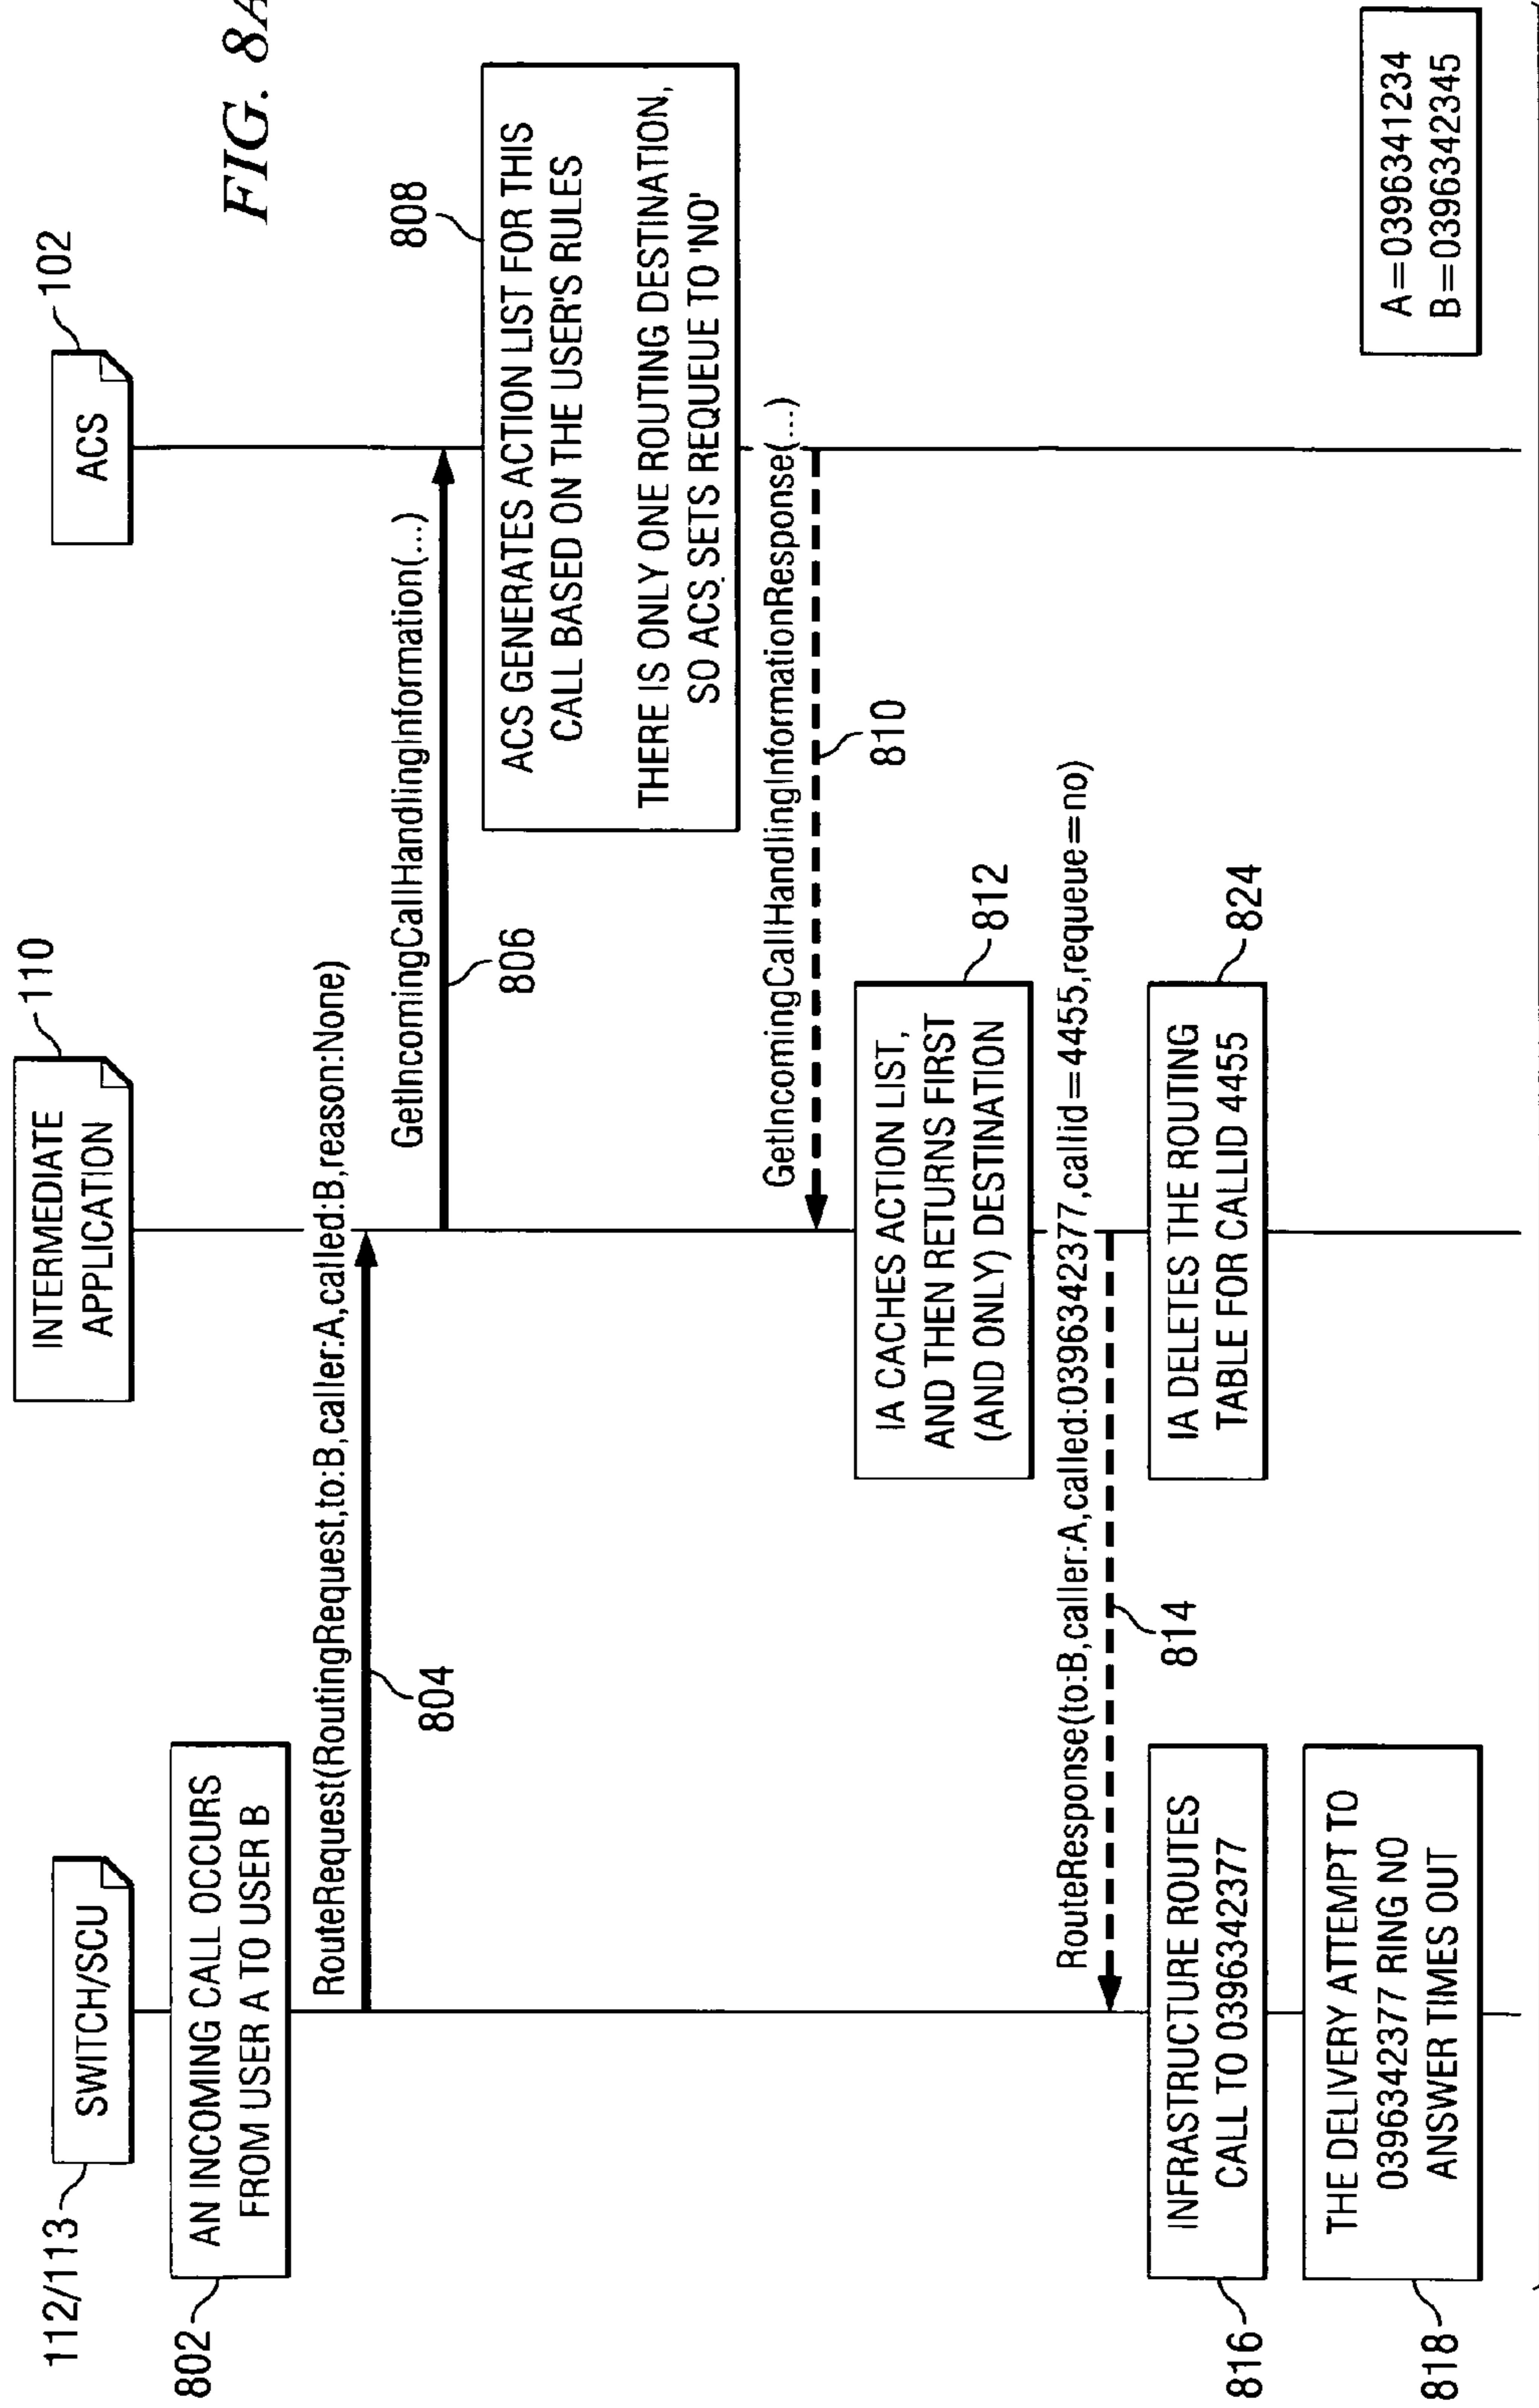 FIG. 8A
112/113
SWITCH/SCU
INTERMEDIATE
APPLICATION
110
ACS
102
802
AN INCOMING CALL OCCURS
FROM USER A TO USER B
RouteRequest(RoutingRequest,to:B,caller:A,called:B,reason:None)
804
GetIncomingCallHandlingInformation(...)
806
808
ACS GENERATES ACTION LIST FOR THIS
CALL BASED ON THE USER'S RULES
THERE IS ONLY ONE ROUTING DESTINATION,
SO ACS SETS REQUEUE TO 'NO'
GetIncomingCallHandlingInformationResponse(...)
810
IA CACHES ACTION LIST,
AND THEN RETURNS FIRST
(AND ONLY) DESTINATION
812
RouteResponse(to:B,caller:A,called:0396342377,callid=4455,requeue=no)
814
816
INFRASTRUCTURE ROUTES
CALL TO 0396342377
IA DELETES THE ROUTING
TABLE FOR CALLID 4455
824
818
THE DELIVERY ATTEMPT TO
0396342377 RING NO
ANSWER TIMES OUT
A=0396341234
B=0396342345